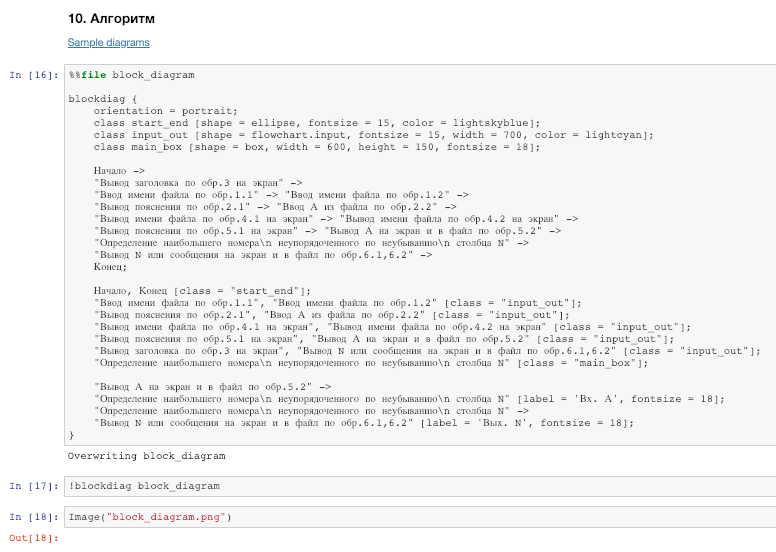 10. Алгоритм
Sample diagrams
In [16]: %%file block_diagram
blockdiag {
orientation = portrait;
class start_end [shape = ellipse, fontsize = 15, color = lightskyblue];
class input_out [shape = flowchart.input, fontsize = 15, width = 700, color = lightcyan];
class main_box [shape = box, width = 600, height = 150, fontsize = 18];
Начало ->
"Вывод заголовка по обр.3 на экран" ->
"Ввод имени файла по обр.1.1" -> "Ввод имени файла по обр.1.2" ->
"Вывод пояснения по обр.2.1" -> "Ввод А из файла по обр.2.2" ->
"Вывод имени файла по обр.4.1 на экран" -> "Вывод имени файла по обр.4.2 на экран" ->
"Вывод пояснения по обр.5.1 на экран" -> "Вывод А на экран и в файл по обр.5.2" ->
"Определение наибольшего номера\n неупорядоченного по неубыванию\n столбца N" ->
"Вывод N или сообщения на экран и в файл по обр.6.1,6.2" ->
Конец;
Начало, Конец [class = "start_end"];
"Ввод имени файла по обр.1.1", "Ввод имени файла по обр.1.2" [class = "input_out"];
"Вывод пояснения по обр.2.1", "Ввод А из файла по обр.2.2" [class = "input_out"];
"Вывод имени файла по обр.4.1 на экран", "Вывод имени файла по обр.4.2 на экран" [class = "input_out"];
"Вывод пояснения по обр.5.1 на экран", "Вывод А на экран и в файл по обр.5.2" [class = "input_out"];
"Вывод заголовка по обр.3 на экран", "Вывод N или сообщения на экран и в файл по обр.6.1,6.2" [class = "input_out"];
"Определение наибольшего номера\n неупорядоченного по неубыванию\n столбца N" [class = "main_box"];
"Вывод А на экран и в файл по обр.5.2" ->
"Определение наибольшего номера\n неупорядоченного по неубыванию\n столбца N" [label = 'Вх. А', fontsize = 18];
"Определение наибольшего номера\n неупорядоченного по неубыванию\n столбца N" ->
"Вывод N или сообщения на экран и в файл по обр.6.1,6.2" [label = 'Вых. N', fontsize = 18];
}
Overwriting block_diagram
In [17]: !blockdiag block_diagram
In [18]: Image("block_diagram.png")
Out[18]: